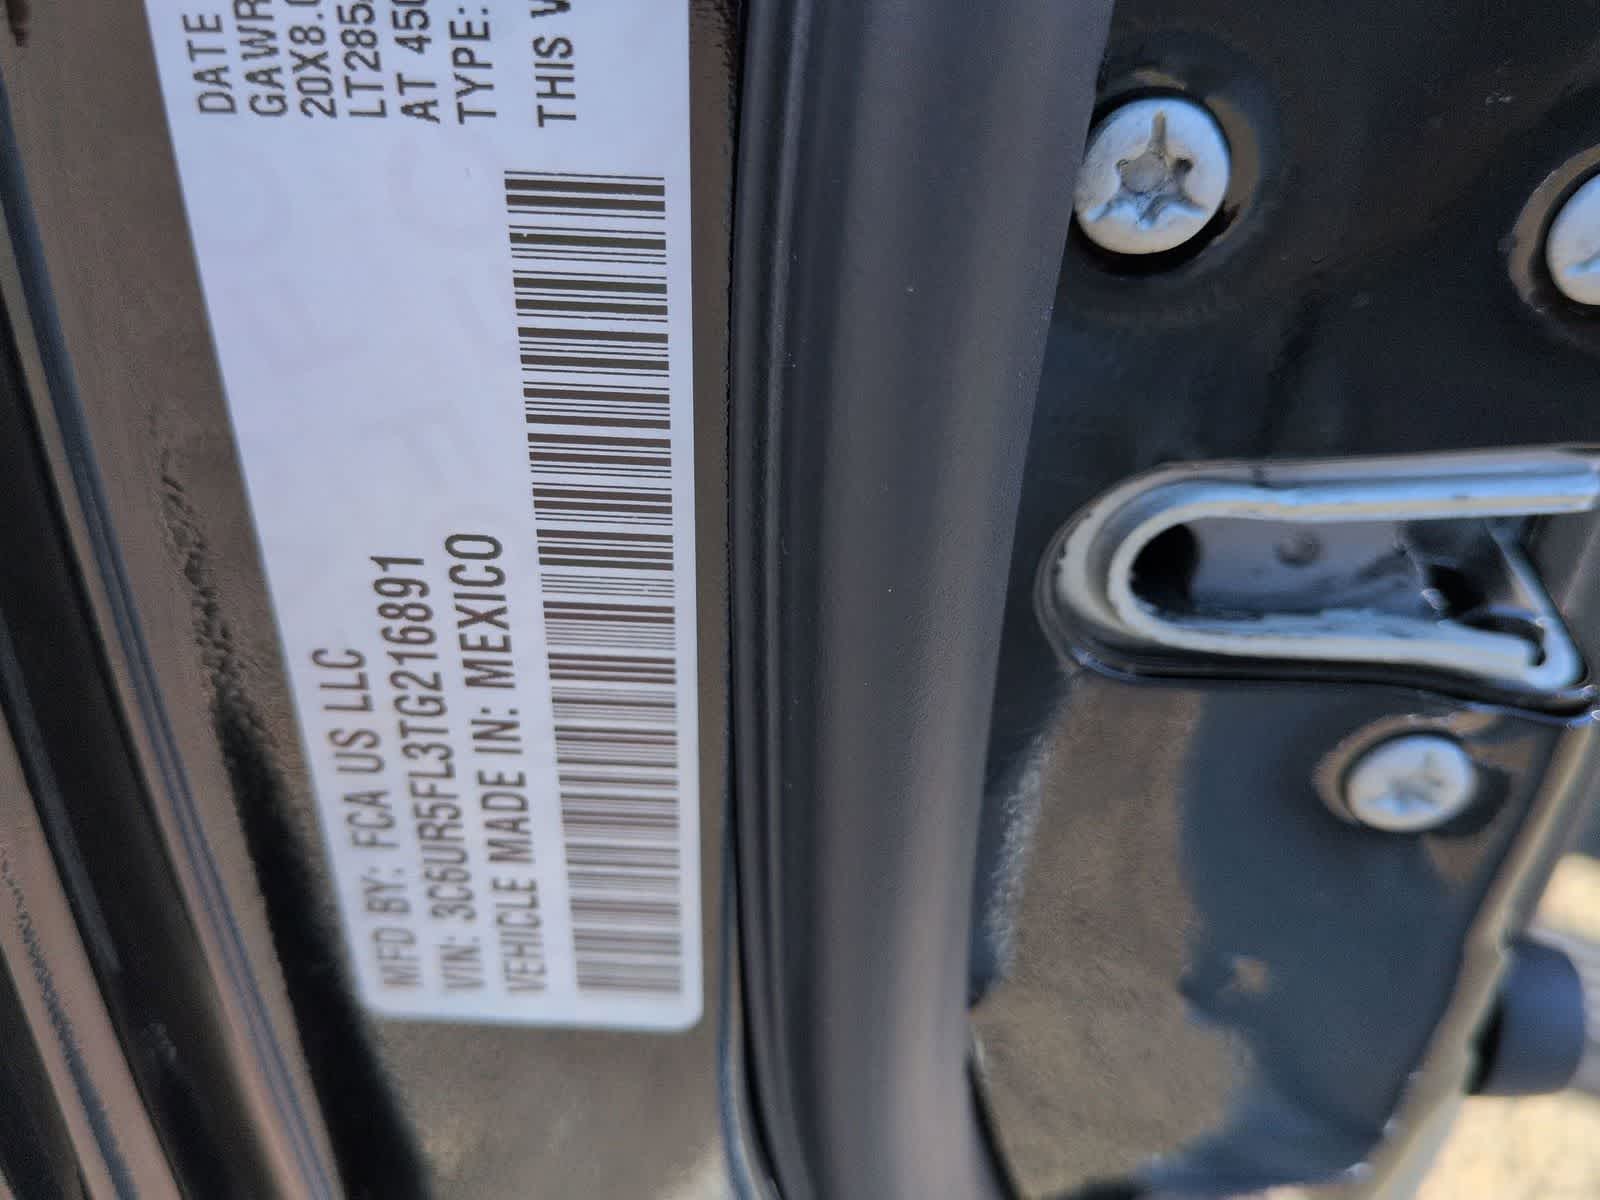 MFD BY: FCA US LLC
VIN: 3C6UR5FL3TG216891
VEHICLE MADE IN: MEXICO
DATE
GAWR
20X8.0
LT285/
AT 450
TYPE:
THIS V